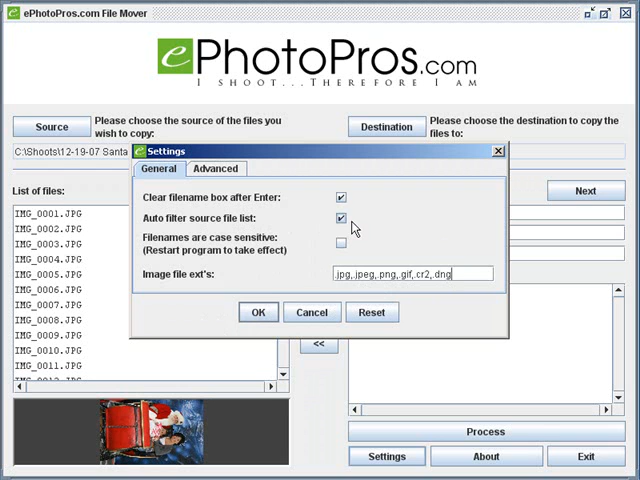 ePhotoPros.com File Mover
ePhotoPros.com
I SHOOT...THEREFORE I AM
Source
Please choose the source of the files you
wish to copy:
Destination
Please choose the destination to copy the
files to:
C:\Shoots\12-19-07 Santa
List of files:
Next
IMG_0001.JPG
IMG_0002.JPG
IMG_0003.JPG
IMG_0004.JPG
IMG_0005.JPG
IMG_0006.JPG
IMG_0007.JPG
IMG_0008.JPG
IMG_0009.JPG
IMG_0010.JPG
IMG_0011.JPG
Settings
General
Advanced
Clear filename box after Enter:
Auto filter source file list:
Filenames are case sensitive:
(Restart program to take effect)
Image file ext's:
.jpg,.jpeg,.png,.gif,.cr2,.dng
OK
Cancel
Reset
<<
Process
Settings
About
Exit